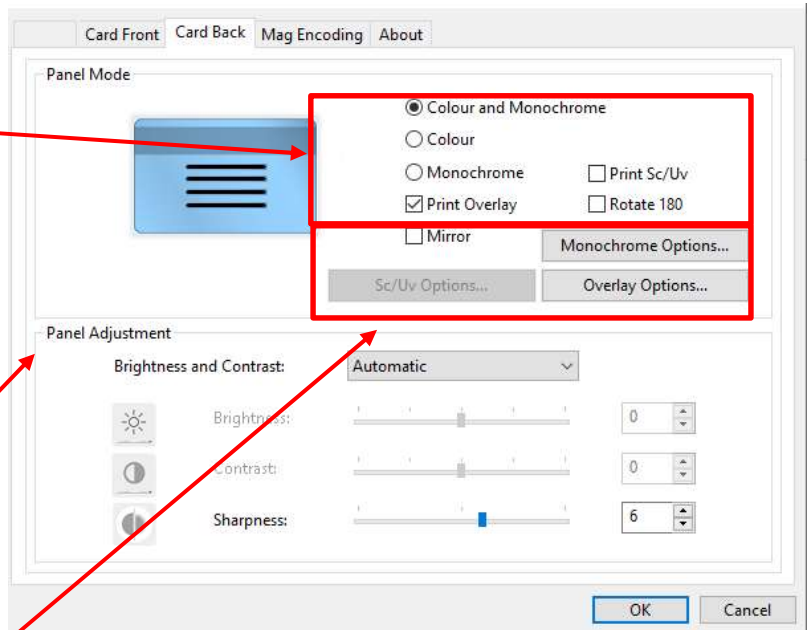 Card Front Card Back Mag Encoding About
Panel Mode
Colour and Monochrome
Colour
Monochrome Print Sc/Uv
Print Overlay Rotate 180
Mirror Monochrome Options...
Sc/Uv Options... Overlay Options...
Panel Adjustment
Brightness and Contrast: Automatic
Brightness: 0
Contrast: 0
Sharpness: 6
OK Cancel